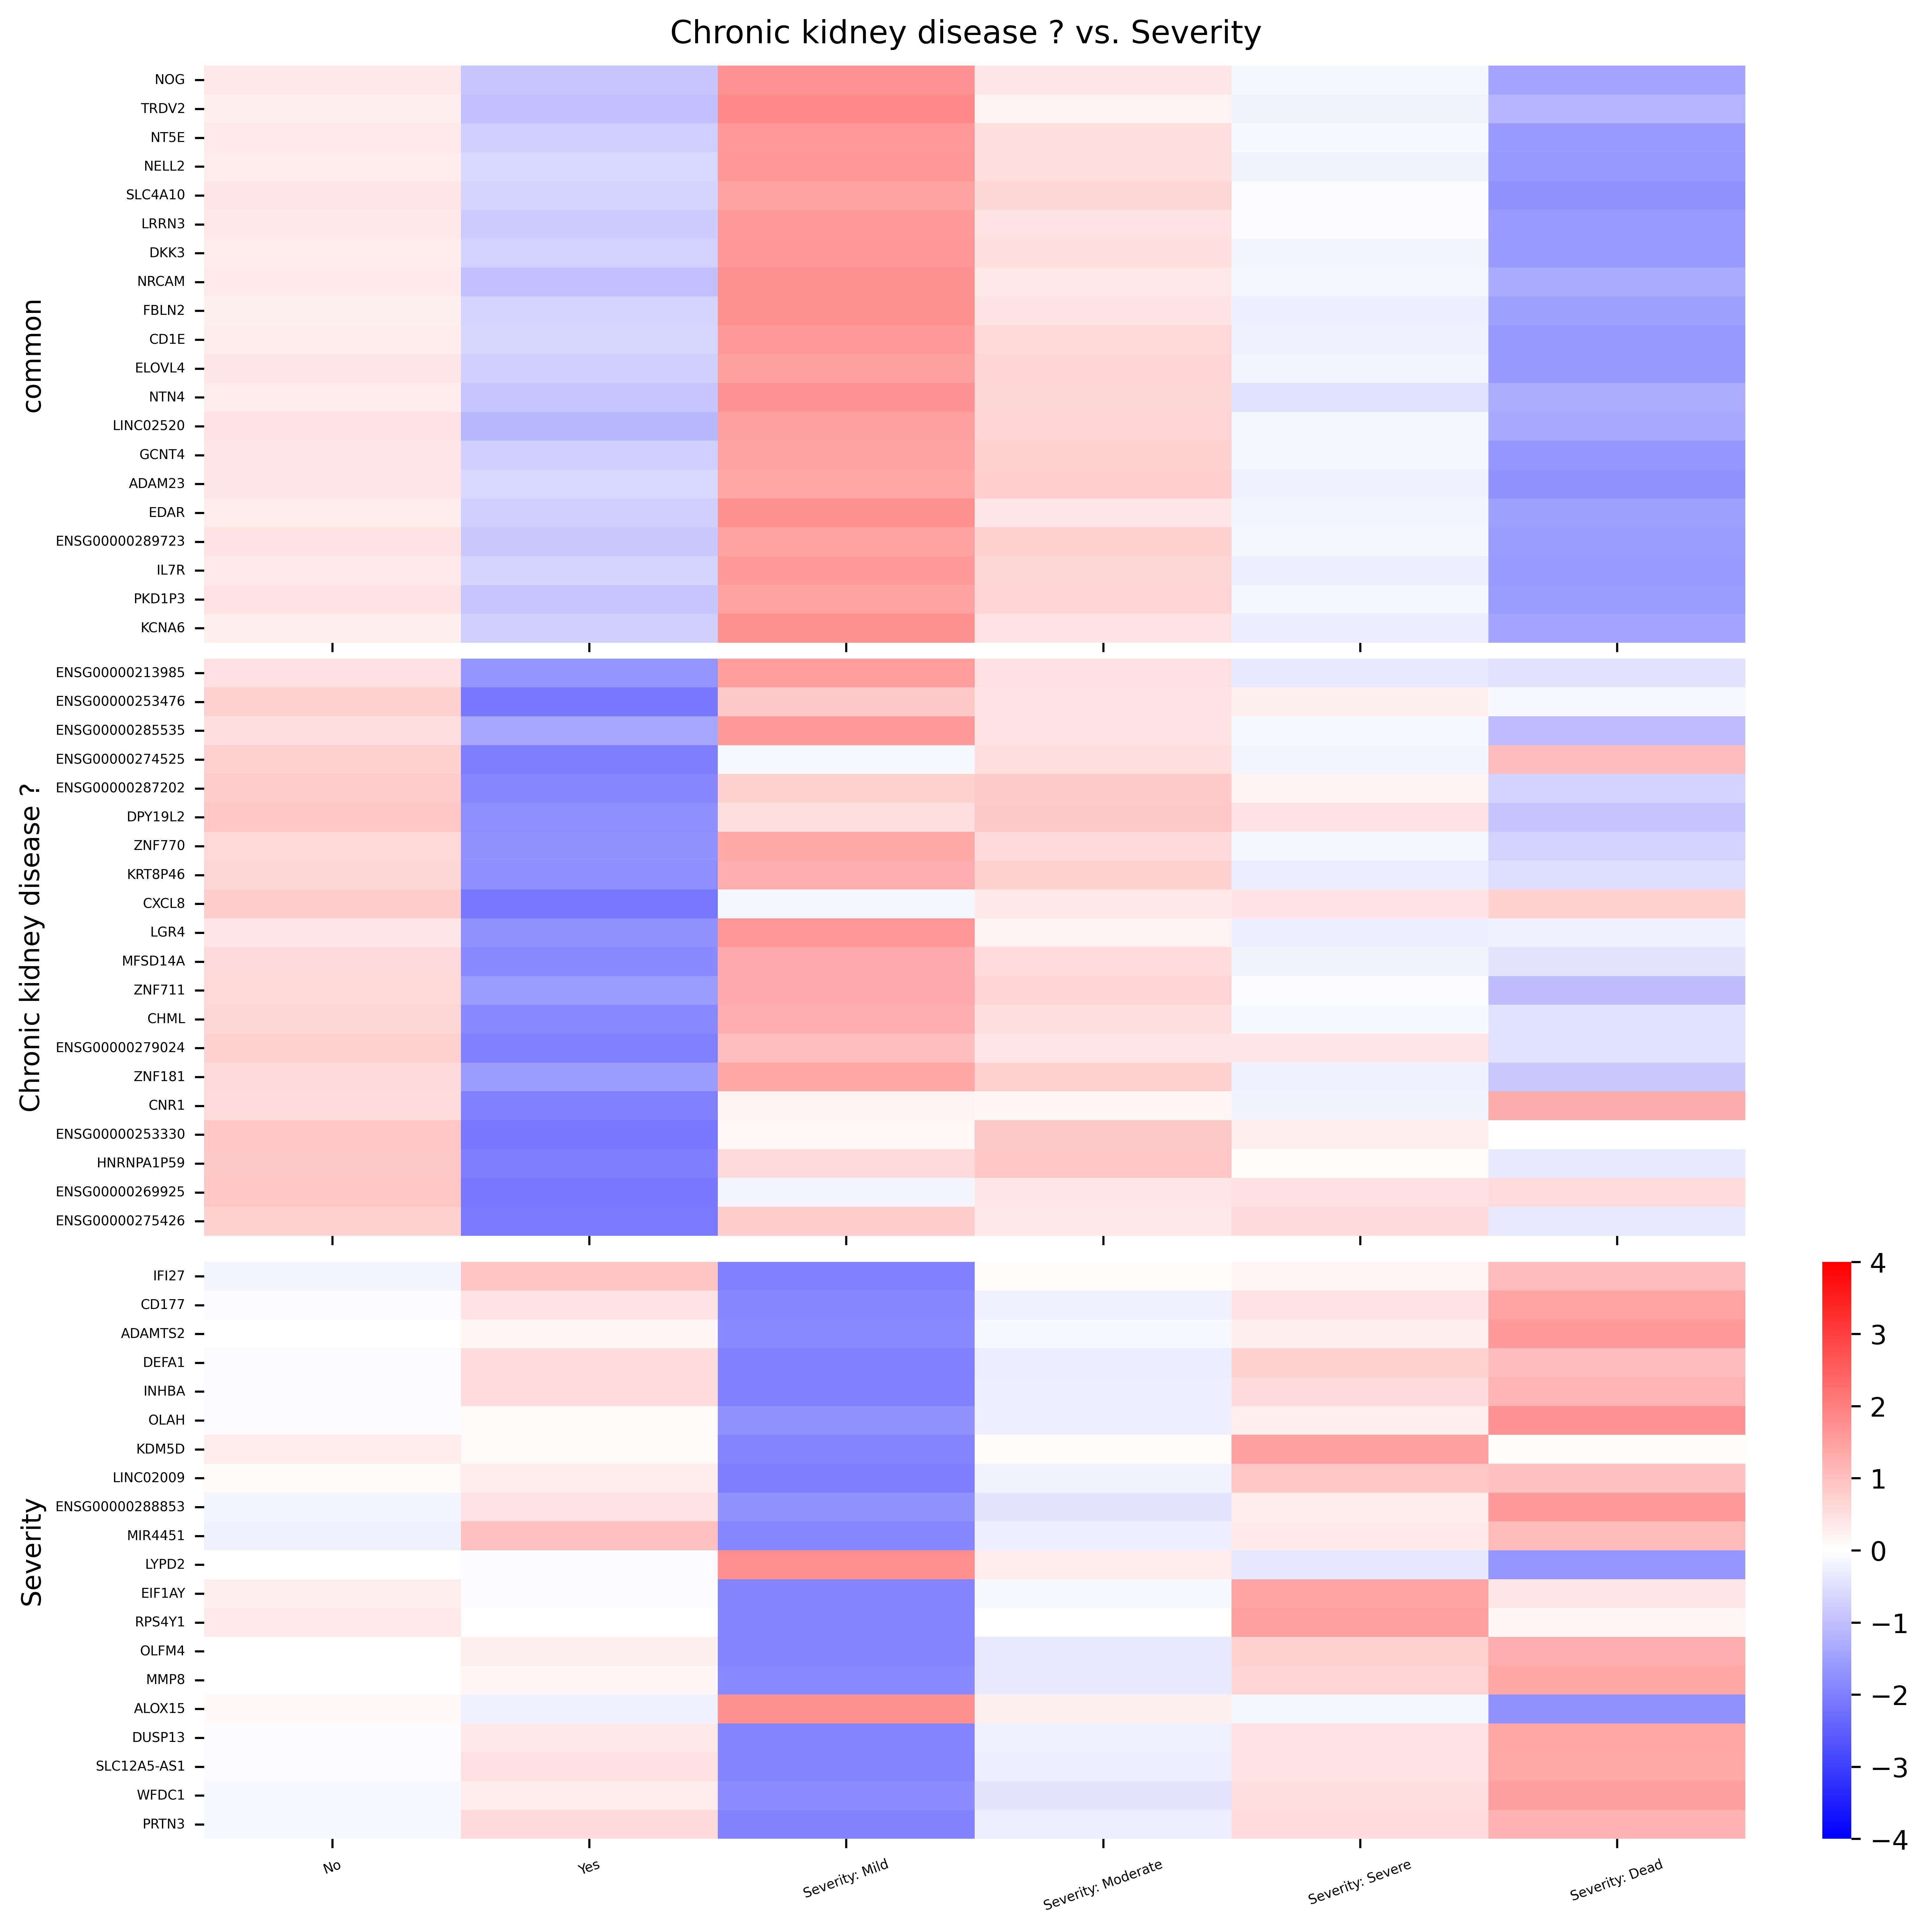 Chronic kidney disease ? vs. Severity
common
NOG
TRDV2
NT5E
NELL2
SLC4A10
LRRN3
DKK3
NRCAM
FBLN2
CD1E
ELOVL4
NTN4
LINC02520
GCNT4
ADAM23
EDAR
ENSG00000289723
IL7R
PKD1P3
KCNA6
Chronic kidney disease ?
ENSG00000213985
ENSG00000253476
ENSG00000285535
ENSG00000274525
ENSG00000287202
DPY19L2
ZNF770
KRT8P46
CXCL8
LGR4
MFSD14A
ZNF711
CHML
ENSG00000279024
ZNF181
CNR1
ENSG00000253330
HNRNPA1P59
ENSG00000269925
ENSG00000275426
Severity
IFI27
CD177
ADAMTS2
DEFA1
INHBA
OLAH
KDM5D
LINC02009
ENSG00000288853
MIR4451
LYPD2
EIF1AY
RPS4Y1
OLFM4
MMP8
ALOX15
DUSP13
SLC12A5-AS1
WFDC1
PRTN3
No
Yes
Severity: Mild
Severity: Moderate
Severity: Severe
Severity: Dead
4
3
2
1
0
−1
−2
−3
−4